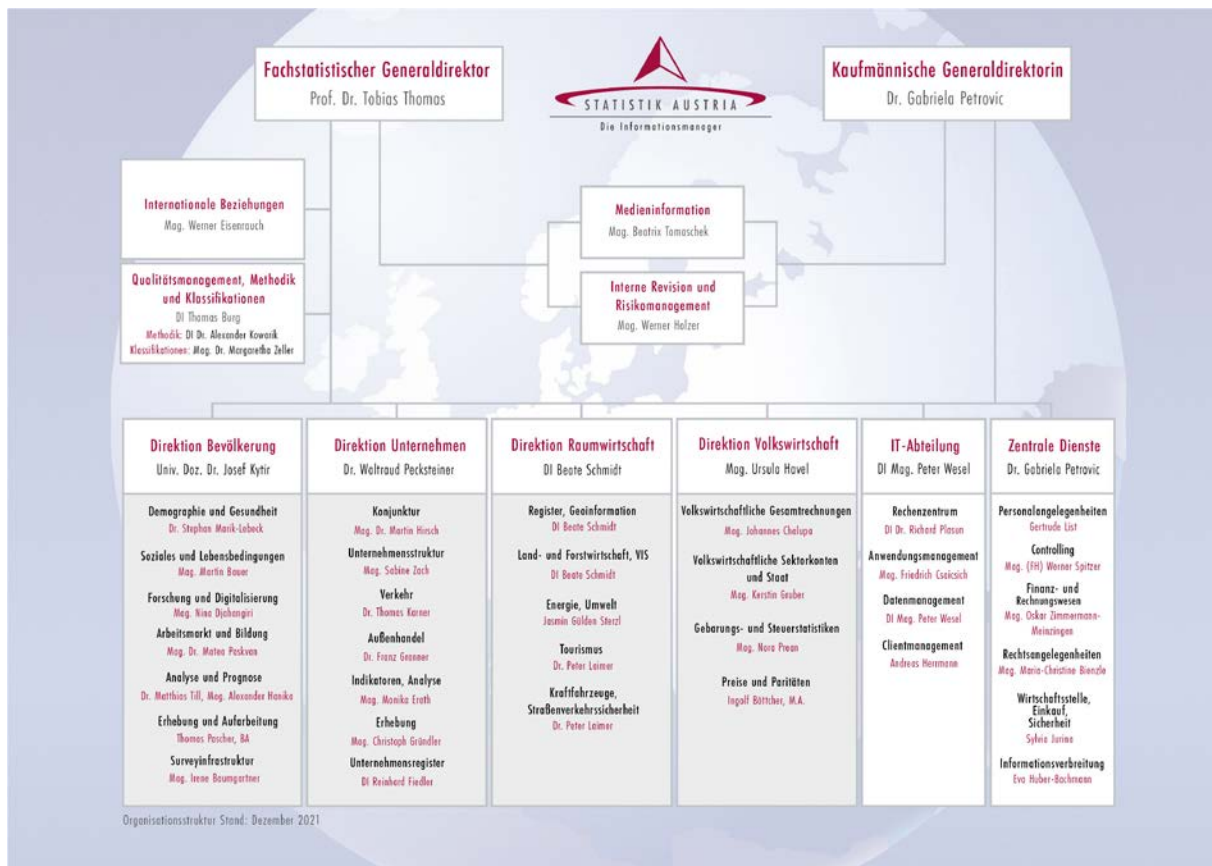 Fachstatistischer Generaldirektor
Prof. Dr. Tobias Thomas
STATISTIK AUSTRIA
Die Informationsmanager
Kaufmännische Generaldirektorin
Dr. Gabriela Petrovic
Internationale Beziehungen
Mag. Werner Eisenrauch
Medieninformation
Mag. Beatrix Tomaschek
Qualitätsmanagement, Methodik
und Klassifikationen
DI Thomas Burg
Methodik: DI Dr. Alexander Kowarik
Klassifikationen: Mag. Dr. Margaretha Zeller
Interne Revision und
Risikomanagement
Mag. Werner Holzer
Direktion Bevölkerung
Univ. Doz. Dr. Josef Kytir
Demographie und Gesundheit
Dr. Stephan Marik-Lebeck
Soziales und Lebensbedingungen
Mag. Martin Bauer
Forschung und Digitalisierung
Mag. Nina Djahangiri
Arbeitsmarkt und Bildung
Mag. Dr. Matea Paskvan
Analyse und Prognose
Dr. Matthias Till, Mag. Alexander Hanika
Erhebung und Aufarbeitung
Thomas Pascher, BA
Surveyinfrastruktur
Mag. Irene Baumgartner
Direktion Unternehmen
Dr. Waltraud Pecksteiner
Konjunktur
Mag. Dr. Martin Hirsch
Unternehmensstruktur
Mag. Sabine Zach
Verkehr
Dr. Thomas Karner
Außenhandel
Dr. Franz Granner
Indikatoren, Analyse
Mag. Monika Erath
Erhebung
Mag. Christoph Gründler
Unternehmensregister
DI Reinhard Fiedler
Direktion Raumwirtschaft
DI Beate Schmidt
Register, Geoinformation
DI Beate Schmidt
Land- und Forstwirtschaft, VIS
DI Beate Schmidt
Energie, Umwelt
Jasmin Gülden Sterzl
Tourismus
Dr. Peter Laimer
Kraftfahrzeuge,
Straßenverkehrssicherheit
Dr. Peter Laimer
Direktion Volkswirtschaft
Mag. Ursula Havel
Volkswirtschaftliche Gesamtrechnungen
Mag. Johannes Chalupa
Volkswirtschaftliche Sektorkonten
und Staat
Mag. Kerstin Gruber
Gebarungs- und Steuerstatistiken
Mag. Nora Prean
Preise und Paritäten
Ingolf Böttcher, M.A.
IT-Abteilung
DI Mag. Peter Wesel
Rechenzentrum
DI Dr. Richard Plasun
Anwendungsmanagement
Mag. Friedrich Csaicsich
Datenmanagement
DI Mag. Peter Wesel
Clientmanagement
Andreas Herrmann
Zentrale Dienste
Dr. Gabriela Petrovic
Personalangelegenheiten
Gertrude List
Controlling
Mag. (FH) Werner Spitzer
Finanz- und
Rechnungswesen
Mag. Oskar Zimmermann-
Meinzingen
Rechtsangelegenheiten
Mag. Maria-Christine Bienzle
Wirtschaftsstelle,
Einkauf,
Sicherheit
Sylvia Jurina
Informationsverbreitung
Eva Huber-Bachmann
Organisationsstruktur Stand: Dezember 2021